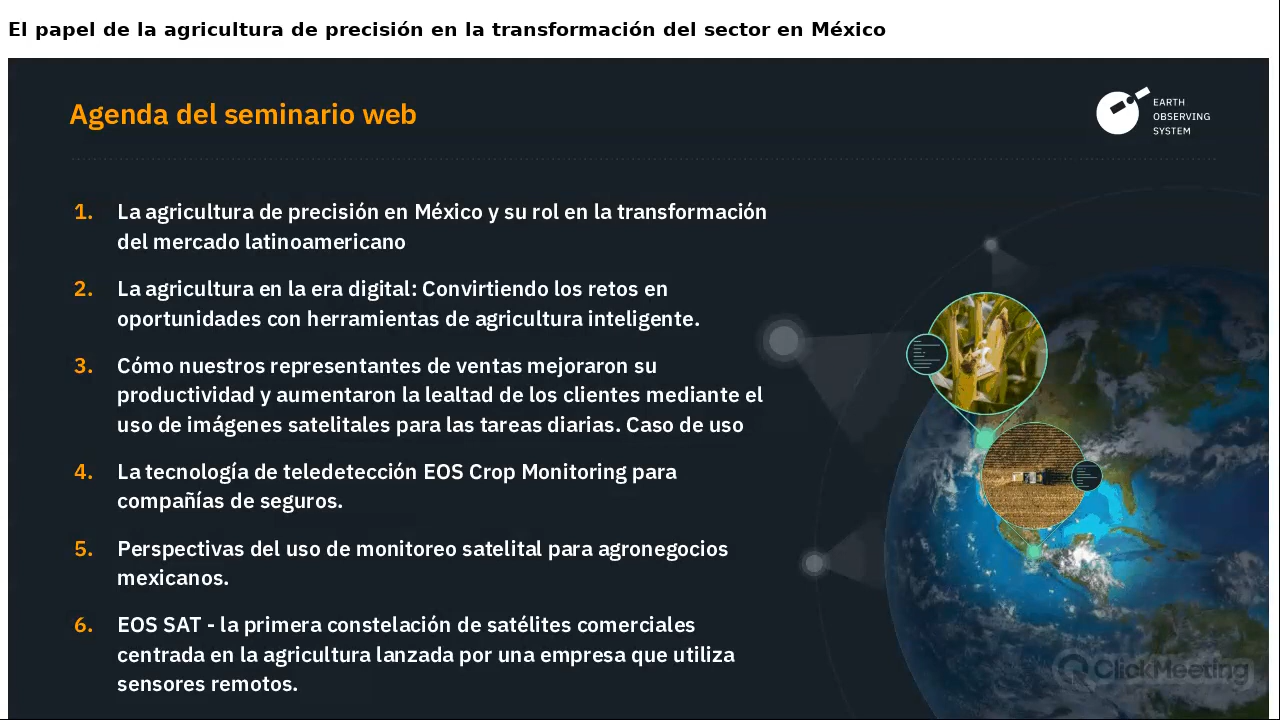 El papel de la agricultura de precisión en la transformación del sector en México
Agenda del seminario web
EARTH
OBSERVING
SYSTEM
1. La agricultura de precisión en México y su rol en la transformación
del mercado latinoamericano
2. La agricultura en la era digital: Convirtiendo los retos en
oportunidades con herramientas de agricultura inteligente.
3. Cómo nuestros representantes de ventas mejoraron su
productividad y aumentaron la lealtad de los clientes mediante el
uso de imágenes satelitales para las tareas diarias. Caso de uso
4. La tecnología de teledetección EOS Crop Monitoring para
compañías de seguros.
5. Perspectivas del uso de monitoreo satelital para agronegocios
mexicanos.
6. EOS SAT - la primera constelación de satélites comerciales
centrada en la agricultura lanzada por una empresa que utiliza
sensores remotos.
ClickMeeting